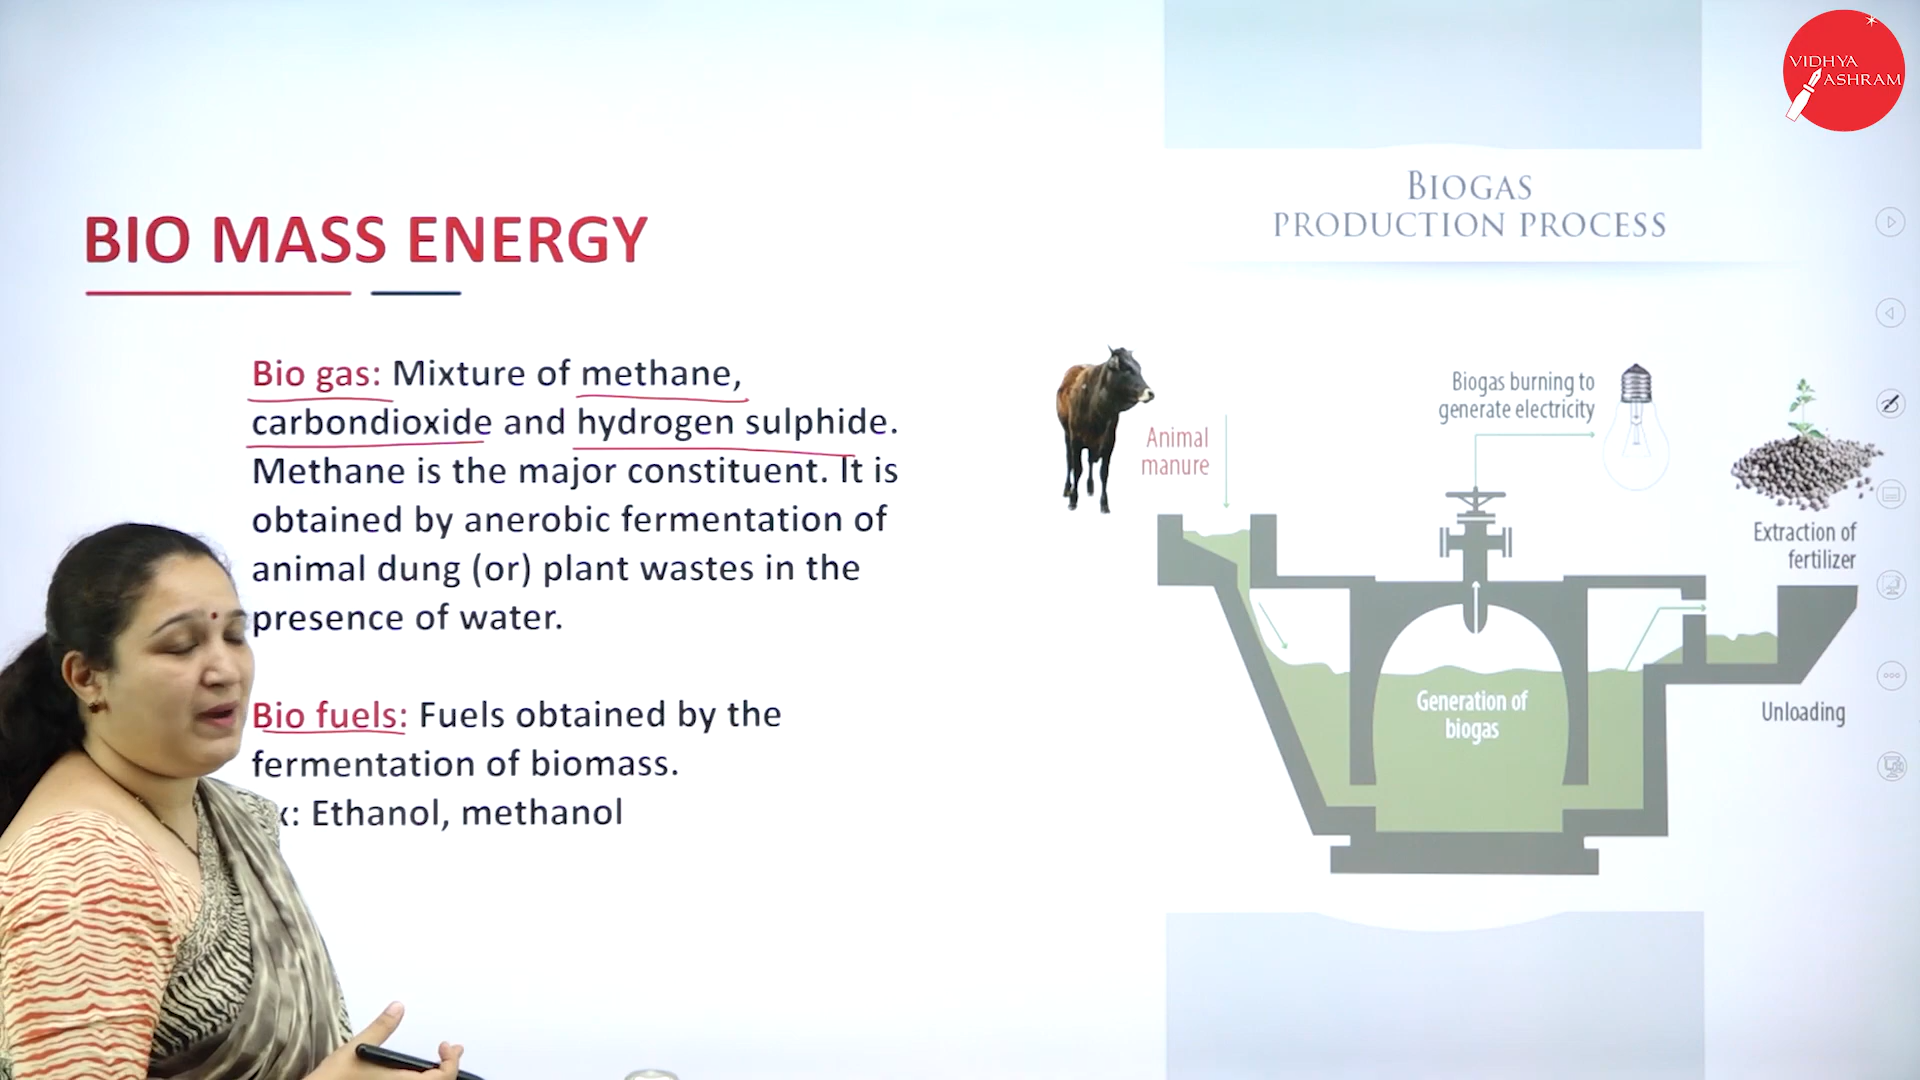 VIDHYA
ASHRAM
BIOGAS
PRODUCTION PROCESS
BIO MASS ENERGY
Bio gas: Mixture of methane,
carbondioxide and hydrogen sulphide.
Methane is the major constituent. It is
obtained by anerobic fermentation of
animal dung (or) plant wastes in the
presence of water.
Bio fuels: Fuels obtained by the
fermentation of biomass.
x: Ethanol, methanol
Animal
manure
Biogas burning to
generate electricity
Extraction of
fertilizer
Generation of
biogas
Unloading